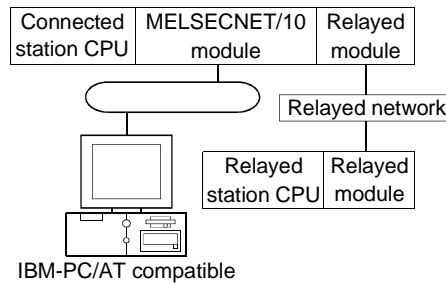 Connected station CPU
MELSECNET/10 module
Relayed module
Relayed network
Relayed station CPU
Relayed module
IBM-PC/AT compatible